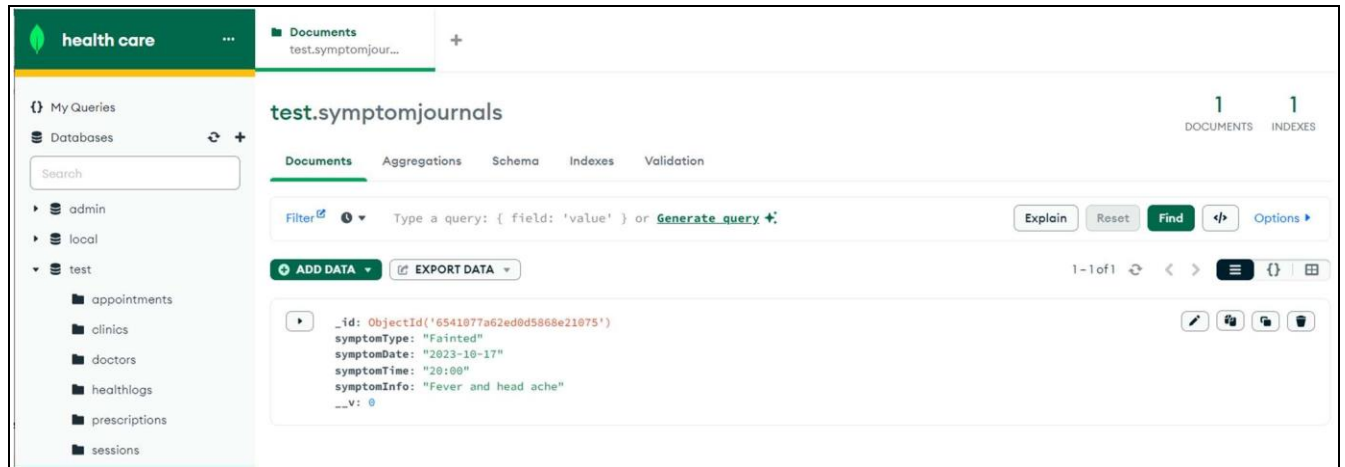 health care ...
Documents
test.symptomjour...
+
{} My Queries
Databases
Search
admin
local
test
appointments
clinics
doctors
healthlogs
prescriptions
sessions
test.symptomjournals
1 1
DOCUMENTS INDEXES
Documents Aggregations Schema Indexes Validation
Filter Type a query: { field: 'value' } or Generate query Explain Reset Find </> Options
ADD DATA EXPORT DATA 1-1 of 1 {}
_id: ObjectId('6541077a62ed0d5868e21075')
symptomType: "Fainted"
symptomDate: "2023-10-17"
symptomTime: "20:00"
symptomInfo: "Fever and head ache"
__v: 0